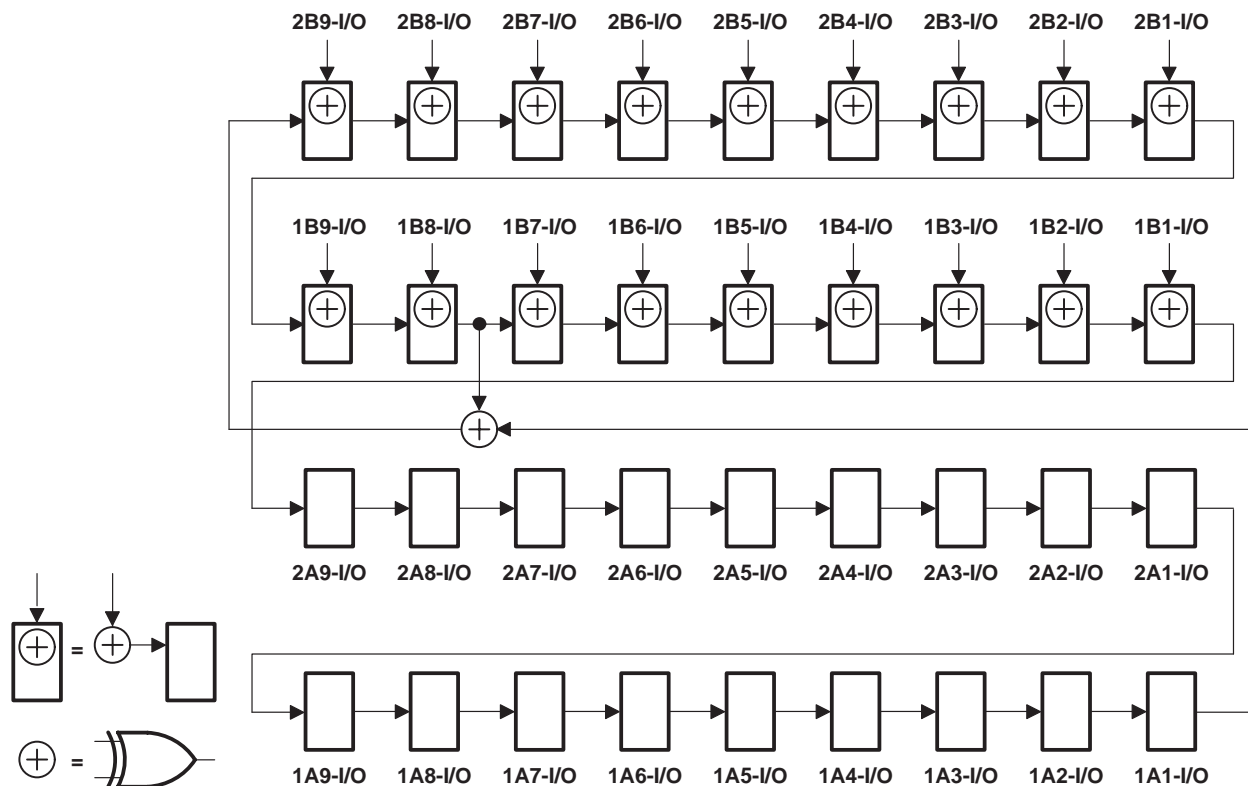 2B9-I/O 2B8-I/O 2B7-I/O 2B6-I/O 2B5-I/O 2B4-I/O 2B3-I/O 2B2-I/O 2B1-I/O
1B9-I/O 1B8-I/O 1B7-I/O 1B6-I/O 1B5-I/O 1B4-I/O 1B3-I/O 1B2-I/O 1B1-I/O
2A9-I/O 2A8-I/O 2A7-I/O 2A6-I/O 2A5-I/O 2A4-I/O 2A3-I/O 2A2-I/O 2A1-I/O
=
=
1A9-I/O 1A8-I/O 1A7-I/O 1A6-I/O 1A5-I/O 1A4-I/O 1A3-I/O 1A2-I/O 1A1-I/O